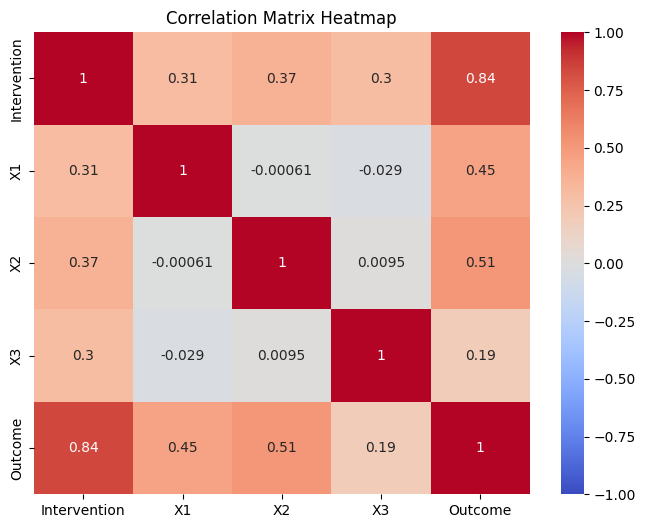 Correlation Matrix Heatmap
Intervention 1 0.31 0.37 0.3 0.84
X1 0.31 1 -0.00061 -0.029 0.45
X2 0.37 -0.00061 1 0.0095 0.51
X3 0.3 -0.029 0.0095 1 0.19
Outcome 0.84 0.45 0.51 0.19 1
Intervention X1 X2 X3 Outcome
1.00
0.75
0.50
0.25
0.00
−0.25
−0.50
−0.75
−1.00